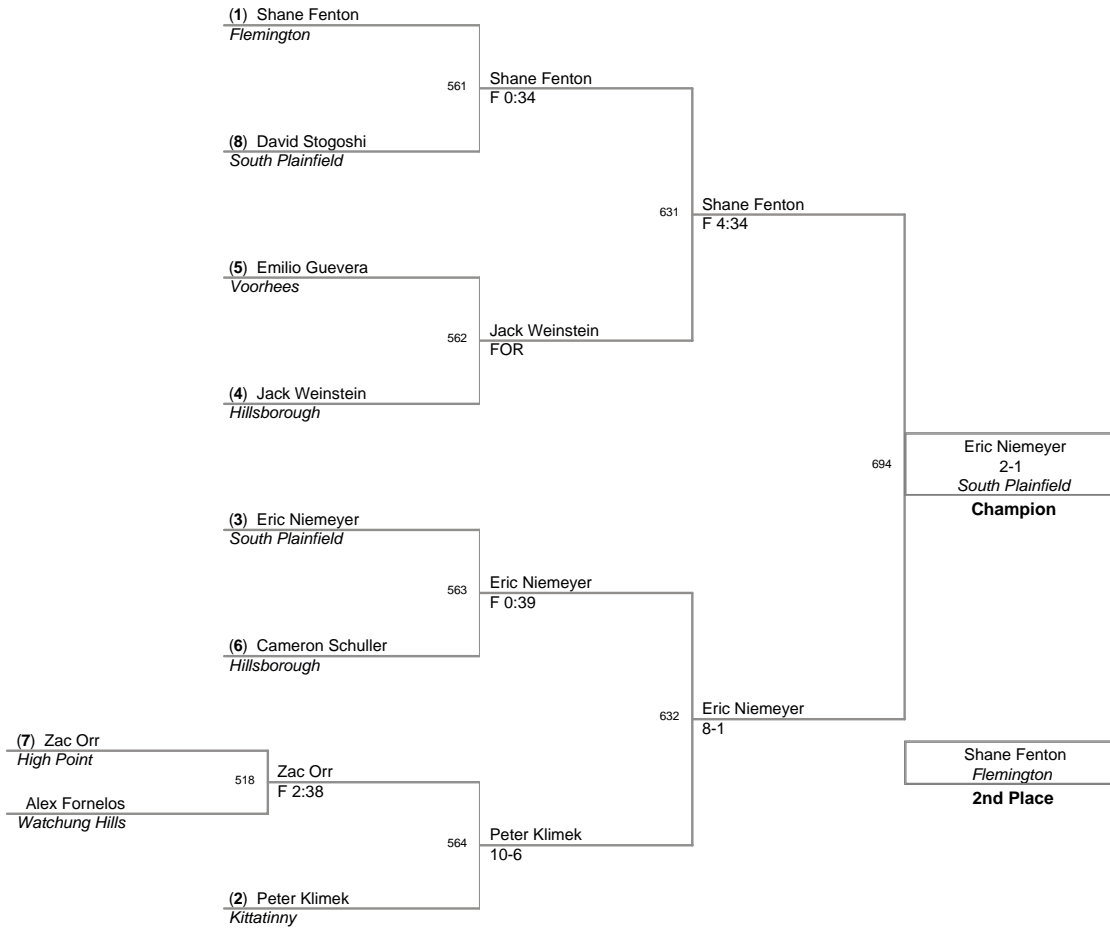 (1) Shane Fenton
Flemington
561
Shane Fenton
F 0:34
(8) David Stogoshi
South Plainfield
631
Shane Fenton
F 4:34
(5) Emilio Guevera
Voorhees
562
Jack Weinstein
FOR
(4) Jack Weinstein
Hillsborough
694
Eric Niemeyer
2-1
South Plainfield
Champion
(3) Eric Niemeyer
South Plainfield
563
Eric Niemeyer
F 0:39
(6) Cameron Schuller
Hillsborough
632
Eric Niemeyer
8-1
(7) Zac Orr
High Point
518
Zac Orr
F 2:38
Alex Fornelos
Watchung Hills
564
Peter Klimek
10-6
(2) Peter Klimek
Kittatinny
Shane Fenton
Flemington
2nd Place